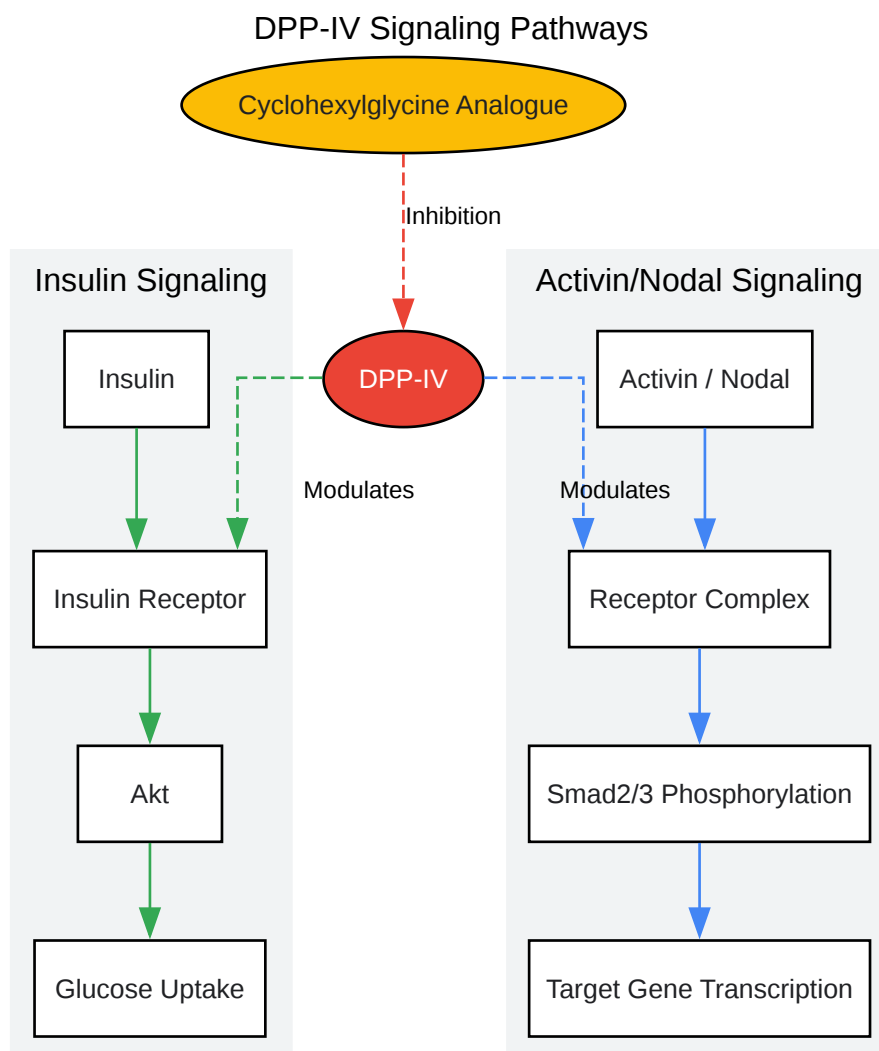 DPP-IV Signaling Pathways
Cyclohexylglycine Analogue
Inhibition
Insulin Signaling
Activin/Nodal Signaling
Insulin
DPP-IV
Activin / Nodal
Modulates
Modulates
Insulin Receptor
Receptor Complex
Akt
Smad2/3 Phosphorylation
Glucose Uptake
Target Gene Transcription